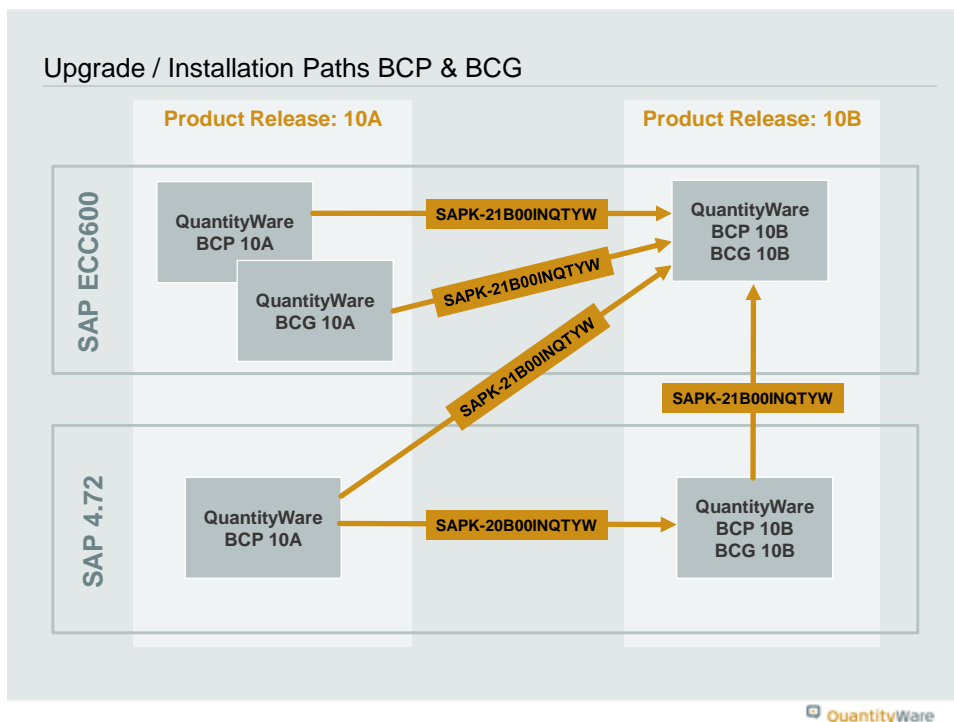 Upgrade / Installation Paths BCP & BCG
Product Release: 10A
Product Release: 10B
SAP ECC600
QuantityWare
BCP 10A
SAPK-21B00INQTYW
QuantityWare
BCP 10B
BCG 10B
QuantityWare
BCG 10A
SAPK-21B00INQTYW
SAPK-21B00INQTYW
SAPK-21B00INQTYW
SAP 4.72
QuantityWare
BCP 10A
SAPK-20B00INQTYW
QuantityWare
BCP 10B
BCG 10B
QuantityWare